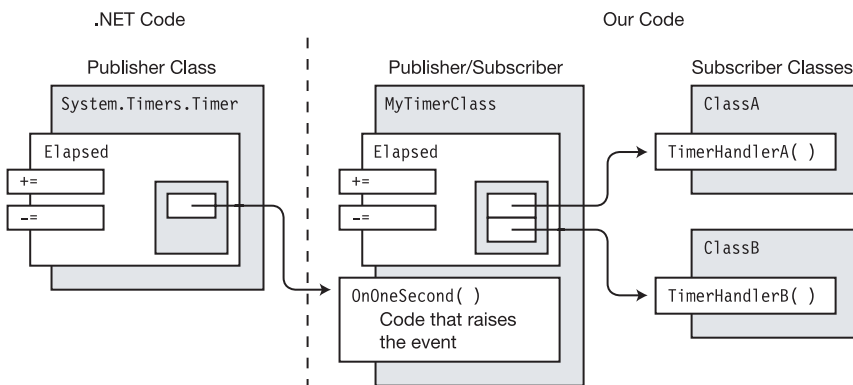 .NET Code
Our Code
Publisher Class
Publisher/Subscriber
Subscriber Classes
System.Timers.Timer
MyTimerClass
ClassA
Elapsed
Elapsed
TimerHandlerA( )
+=
+=
-=
-=
ClassB
OnOneSecond( )
TimerHandlerB( )
Code that raises
the event